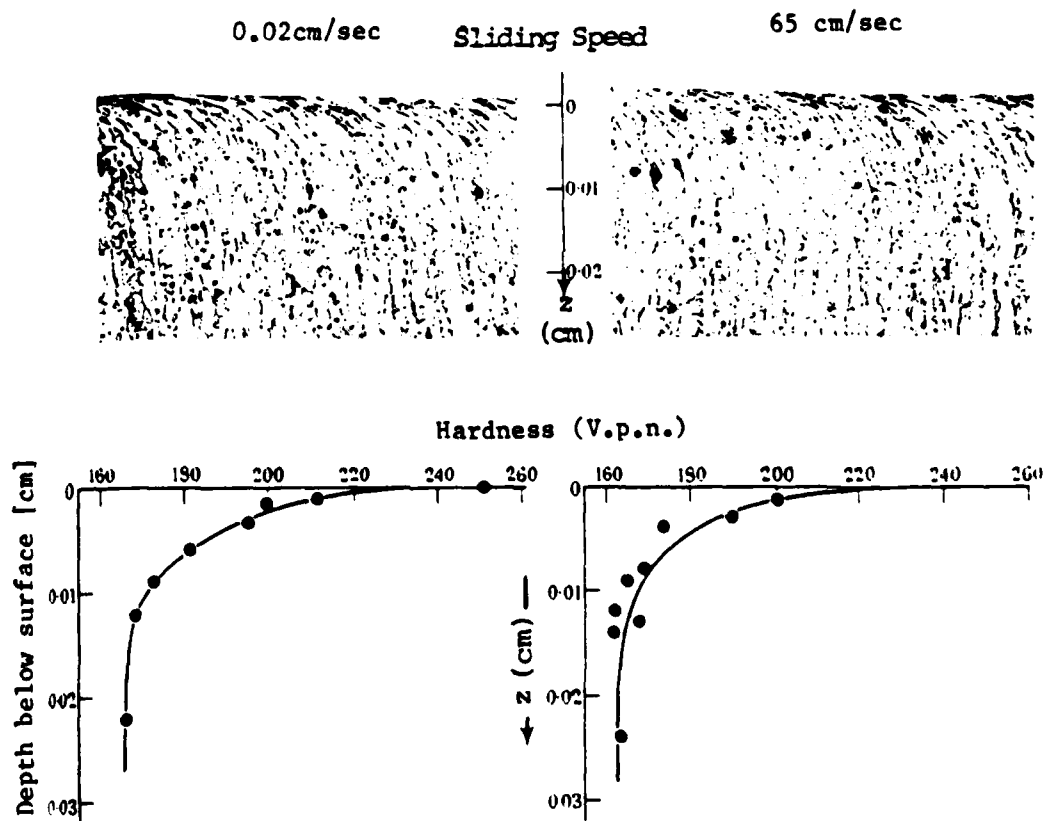 0.02cm/sec Sliding Speed 65 cm/sec
0
0·01
0·02
z
(cm)
Hardness (V.p.n.)
160 180 200 220 240 260
160 180 200 220 240 260
Depth below surface [cm]
0
0·01
0·02
0·03
z (cm)
0
0·01
0·02
0·03